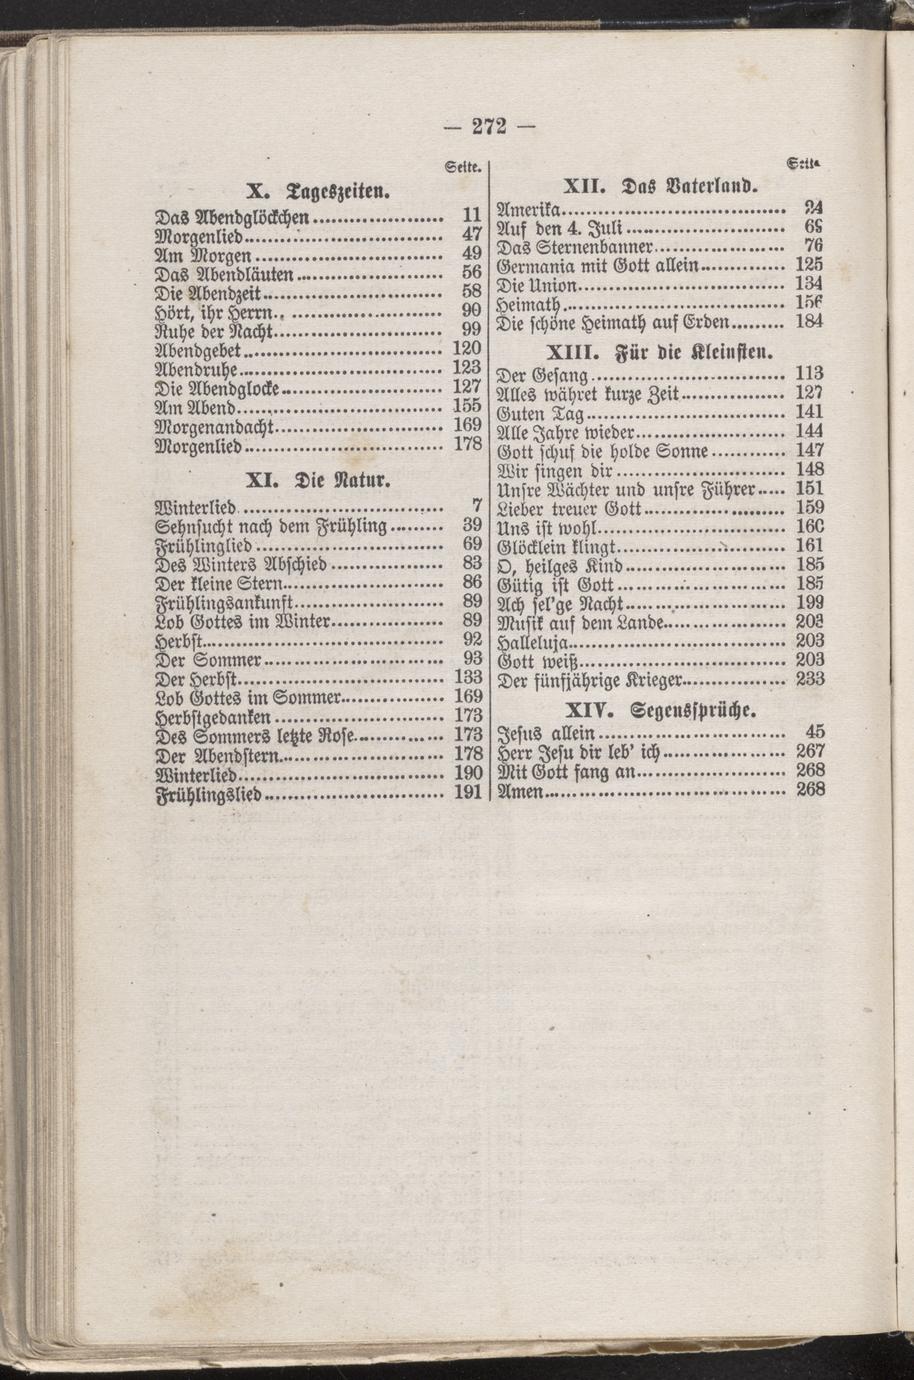 — 272 —
Seite.
X. Tageszeiten.
Das Abendglöckchen ..................... 11
Morgenlied ................................ 47
Am Morgen .............................. 49
Das Abendläuten ........................ 56
Die Abendzeit ............................ 58
Hört, ihr Herrn.. ........................ 90
Ruhe der Nacht........................... 99
Abendgebet ................................ 120
Abendruhe ................................. 123
Die Abendglocke ......................... 127
Am Abend ................................. 155
Morgenandacht ........................... 169
Morgenlied ................................ 178
XI. Die Natur.
Winterlied ................................. 7
Sehnsucht nach dem Frühling ......... 39
Frühlinglied .............................. 69
Des Winters Abschied .................. 83
Der kleine Stern.......................... 86
Frühlingsankunft ........................ 89
Lob Gottes im Winter.................. 89
Herbst....................................... 92
Der Sommer ............................. 93
Der Herbst................................. 133
Lob Gottes im Sommer................ 169
Herbstgedanken ........................... 173
Des Sommers letzte Rose.............. 173
Der Abendstern........................... 178
Winterlied.................................. 190
Frühlingslied .............................. 191
Seite
XII. Das Vaterland.
Amerika.................................... 24
Auf den 4. Juli ..........................
Das Sternenbanner...................... 76
Germania mit Gott allein............. 125
Die Union................................. 134
Heimath.................................... 156
Die schöne Heimath auf Erden......... 184
XIII. Für die Kleinsten.
Der Gesang ............................... 113
Alles währet kurze Zeit ................ 127
Guten Tag ................................ 141
Alle Jahre wieder........................ 144
Gott schuf die holde Sonne ............ 147
Wir singen dir ........................... 148
Unsre Wächter und unsre Führer..... 151
Lieber treuer Gott ....................... 159
Uns ist wohl.............................. 160
Glöcklein klingt.......................... 161
O, heilges Kind ......................... 185
Gütig ist Gott ........................... 185
Ach sel'ge Nacht......................... 199
Musik auf dem Lande.................. 203
Halleluja................................... 203
Gott weiß.................................. 203
Der fünfjährige Krieger................ 233
XIV. Segenssprüche.
Jesus allein ............................... 45
Herr Jesu dir leb' ich .................. 267
Mit Gott fang an........................ 268
Amen....................................... 268